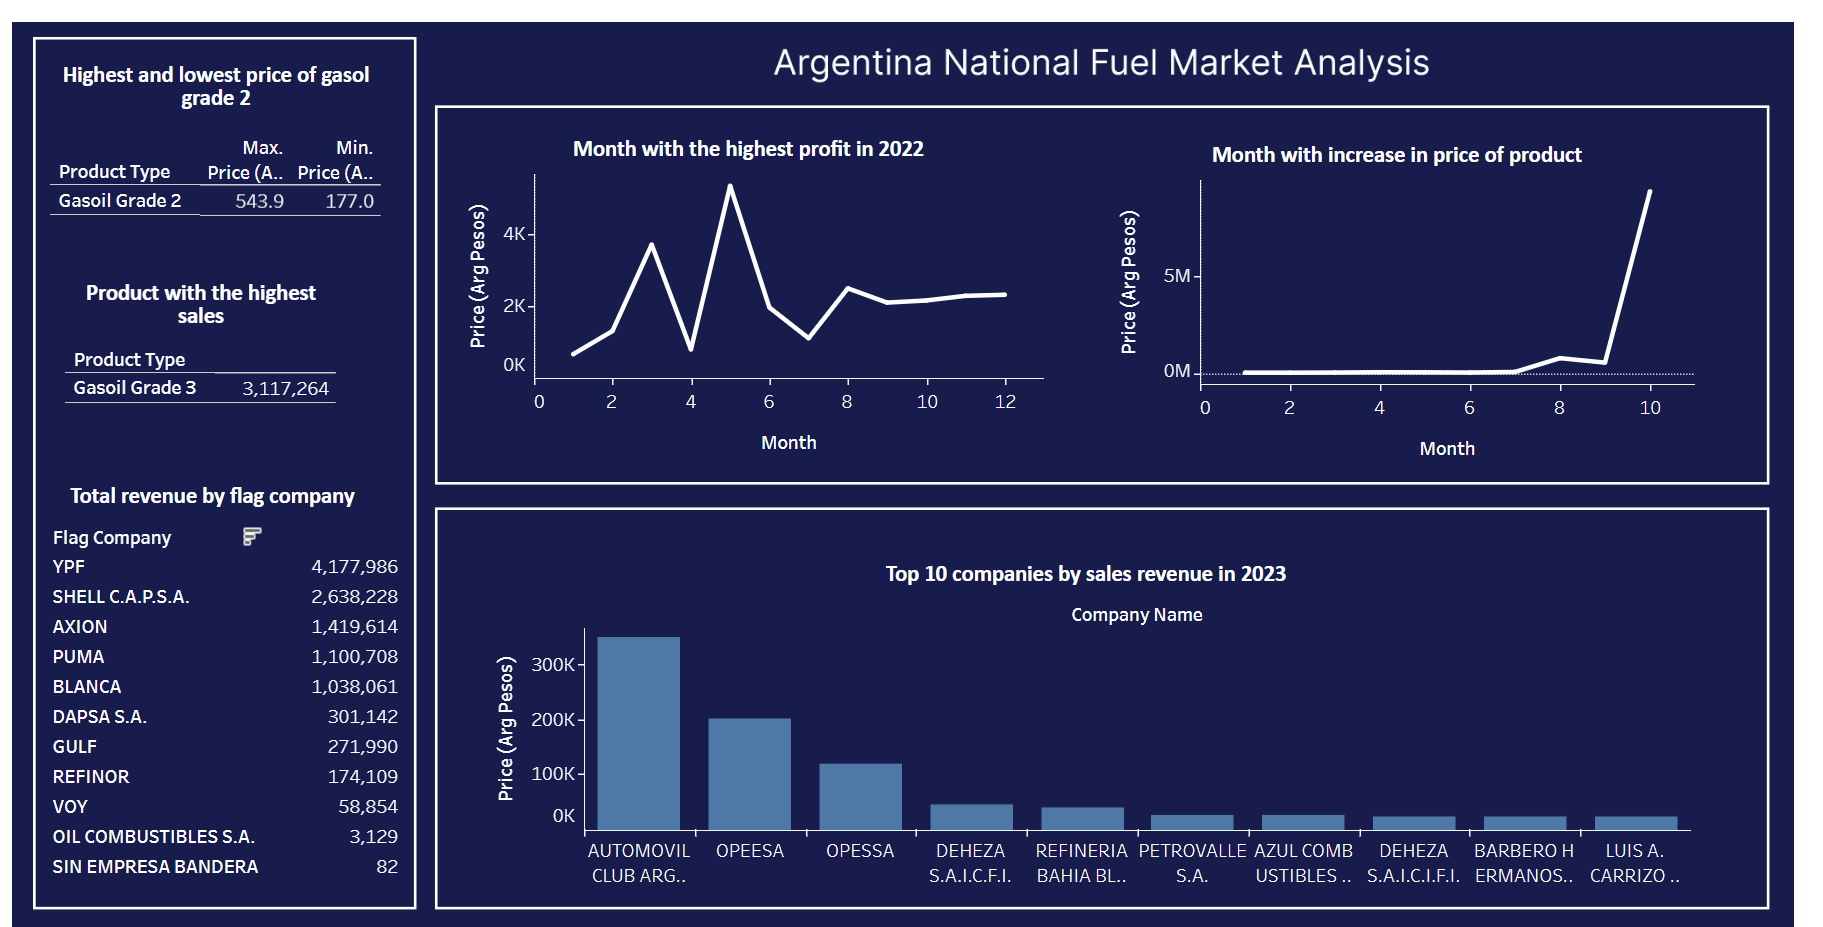 Argentina National Fuel Market Analysis
Highest and lowest price of gasol
grade 2
Max. Min.
Product Type Price (A.. Price (A..
Gasoil Grade 2 543.9 177.0
Product with the highest
sales
Product Type
Gasoil Grade 3 3,117,264
Total revenue by flag company
Flag Company
YPF 4,177,986
SHELL C.A.P.S.A. 2,638,228
AXION 1,419,614
PUMA 1,100,708
BLANCA 1,038,061
DAPSA S.A. 301,142
GULF 271,990
REFINOR 174,109
VOY 58,854
OIL COMBUSTIBLES S.A. 3,129
SIN EMPRESA BANDERA 82
Month with the highest profit in 2022
Price (Arg Pesos)
4K
2K
0K
0 2 4 6 8 10 12
Month
Month with increase in price of product
Price (Arg Pesos)
5M
0M
0 2 4 6 8 10
Month
Top 10 companies by sales revenue in 2023
Company Name
Price (Arg Pesos)
300K
200K
100K
0K
AUTOMOVIL OPEESA OPESSA DEHEZA REFINERIA PETROVALLE AZUL COMB DEHEZA BARBERO H LUIS A.
CLUB ARG.. S.A.I.C.F.I. BAHIA BL.. S.A. USTIBLES .. S.A.I.C.I.F.I. ERMANOS.. CARRIZO ..